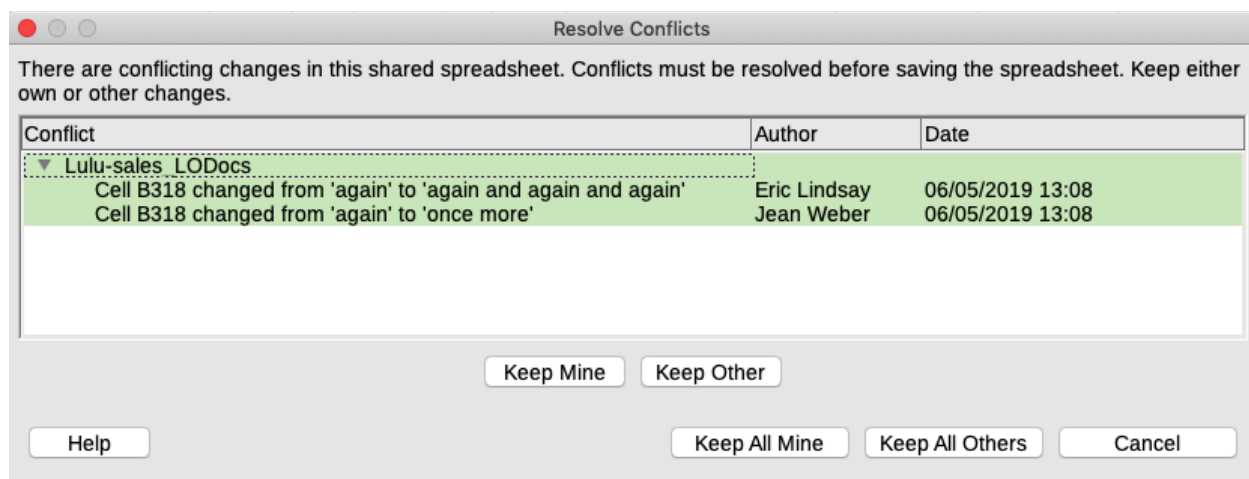 Resolve Conflicts
There are conflicting changes in this shared spreadsheet. Conflicts must be resolved before saving the spreadsheet. Keep either
own or other changes.
Conflict Author Date
Lulu-sales_LODocs
Cell B318 changed from 'again' to 'again and again and again' Eric Lindsay 06/05/2019 13:08
Cell B318 changed from 'again' to 'once more' Jean Weber 06/05/2019 13:08
Keep Mine Keep Other
Help Keep All Mine Keep All Others Cancel